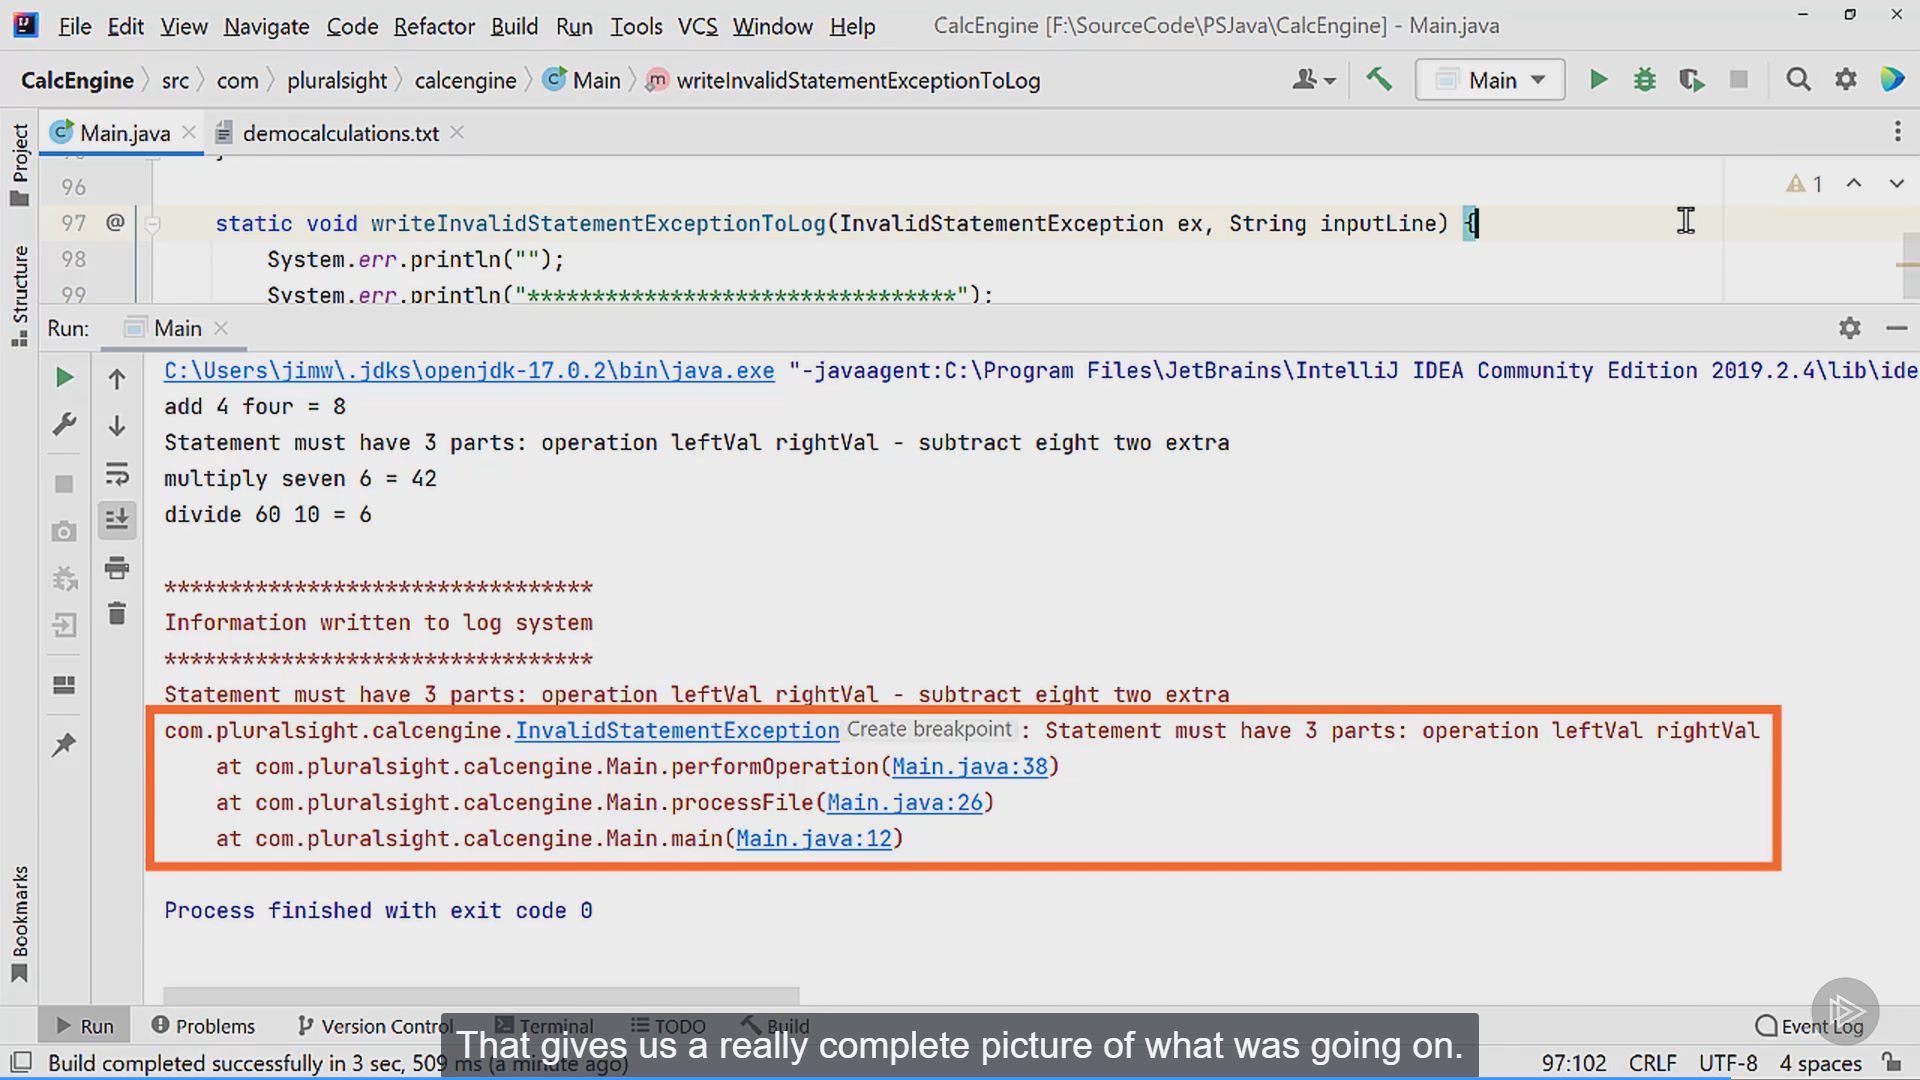 File Edit View Navigate Code Refactor Build Run Tools VCS Window Help CalcEngine [F:\SourceCode\PSJava\CalcEngine] - Main.java
CalcEngine src com pluralsight calcengine Main m writeInvalidStatementExceptionToLog Main
Main.java democalculations.txt
Project
Structure
Bookmarks
96
1
97 @ static void writeInvalidStatementExceptionToLog(InvalidStatementException ex, String inputLine) {
98 System.err.println("");
99 System.err.println("*********************************");
Run: Main
C:\Users\jimw\.jdks\openjdk-17.0.2\bin\java.exe "-javaagent:C:\Program Files\JetBrains\IntelliJ IDEA Community Edition 2019.2.4\lib\ide
add 4 four = 8
Statement must have 3 parts: operation leftVal rightVal - subtract eight two extra
multiply seven 6 = 42
divide 60 10 = 6
*********************************
Information written to log system
*********************************
Statement must have 3 parts: operation leftVal rightVal - subtract eight two extra
com.pluralsight.calcengine.InvalidStatementException Create breakpoint : Statement must have 3 parts: operation leftVal rightVal
at com.pluralsight.calcengine.Main.performOperation(Main.java:38)
at com.pluralsight.calcengine.Main.processFile(Main.java:26)
at com.pluralsight.calcengine.Main.main(Main.java:12)
Process finished with exit code 0
Run Problems Version Control Terminal TODO Build Event Log
That gives us a really complete picture of what was going on.
Build completed successfully in 3 sec, 509 ms (a minute ago) 97:102 CRLF UTF-8 4 spaces